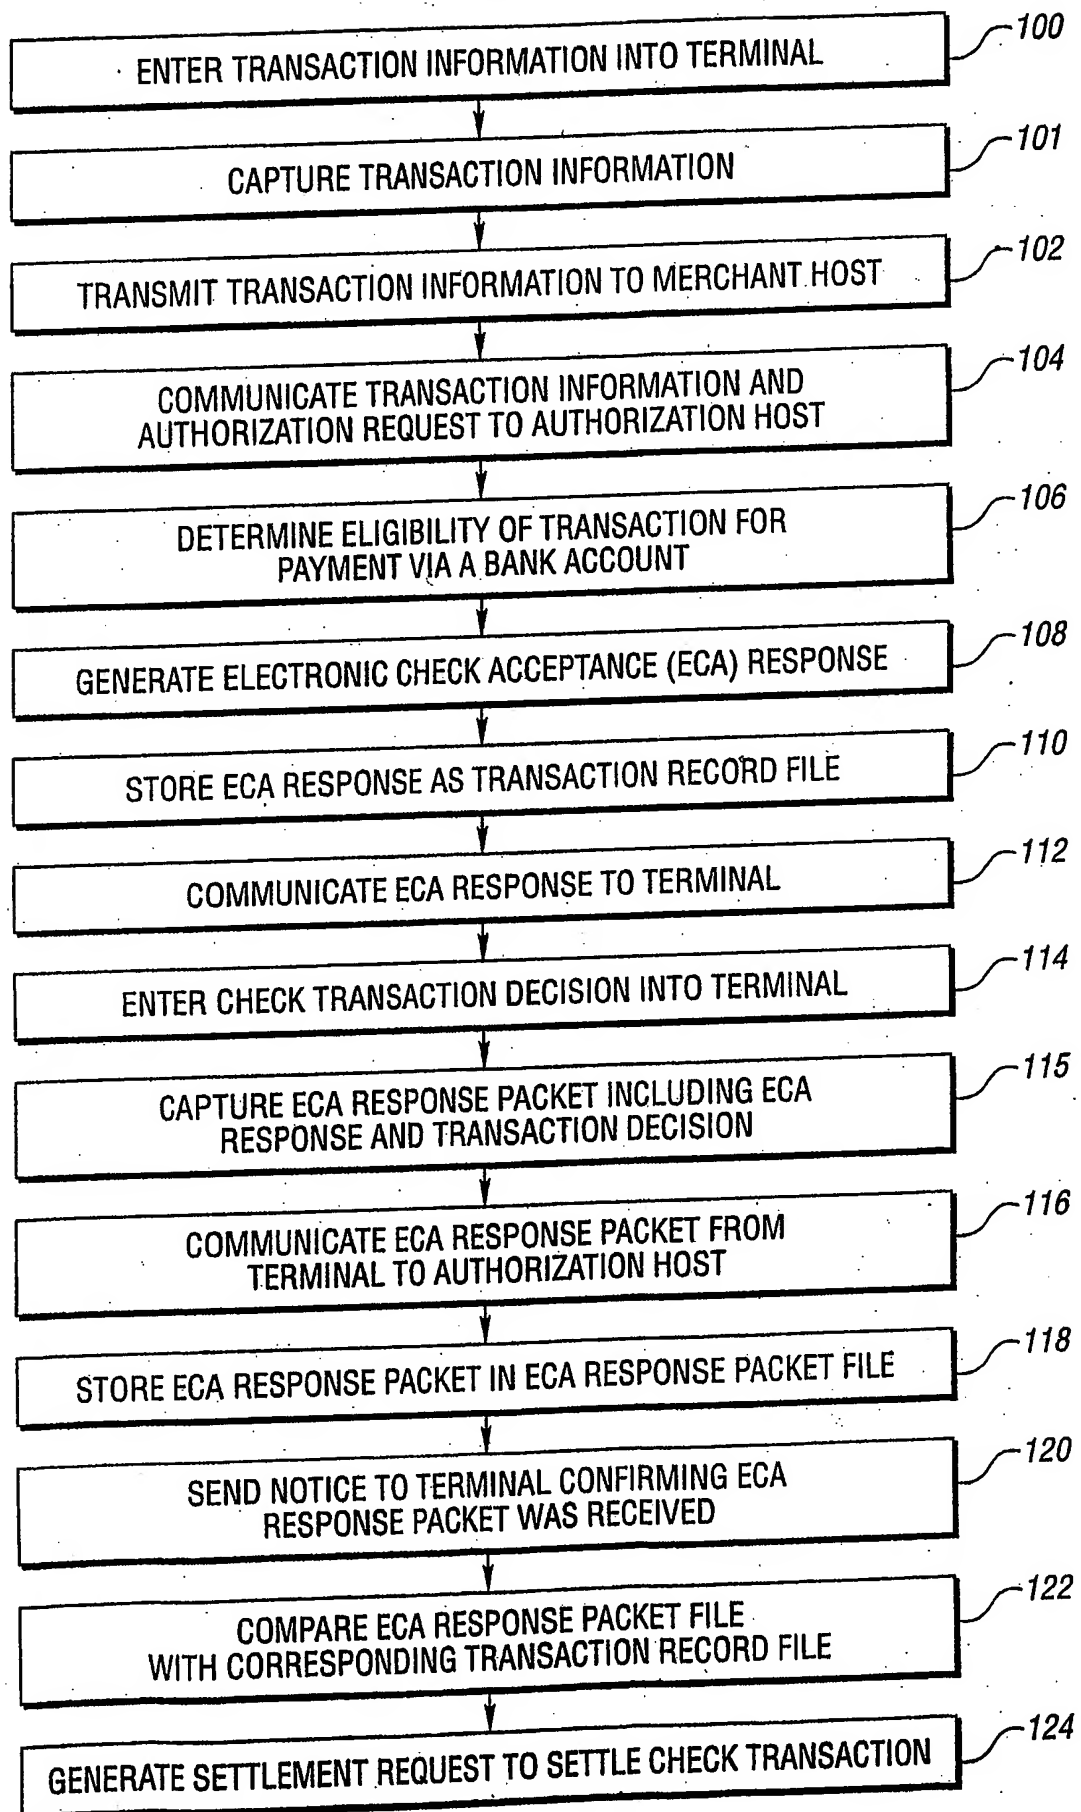 ENTER TRANSACTION INFORMATION INTO TERMINAL
100
CAPTURE TRANSACTION INFORMATION
101
TRANSMIT TRANSACTION INFORMATION TO MERCHANT HOST
102
COMMUNICATE TRANSACTION INFORMATION AND
AUTHORIZATION REQUEST TO AUTHORIZATION HOST
104
DETERMINE ELIGIBILITY OF TRANSACTION FOR
PAYMENT VIA A BANK ACCOUNT
106
GENERATE ELECTRONIC CHECK ACCEPTANCE (ECA) RESPONSE
108
STORE ECA RESPONSE AS TRANSACTION RECORD FILE
110
COMMUNICATE ECA RESPONSE TO TERMINAL
112
ENTER CHECK TRANSACTION DECISION INTO TERMINAL
114
CAPTURE ECA RESPONSE PACKET INCLUDING ECA
RESPONSE AND TRANSACTION DECISION
115
COMMUNICATE ECA RESPONSE PACKET FROM
TERMINAL TO AUTHORIZATION HOST
116
STORE ECA RESPONSE PACKET IN ECA RESPONSE PACKET FILE
118
SEND NOTICE TO TERMINAL CONFIRMING ECA
RESPONSE PACKET WAS RECEIVED
120
COMPARE ECA RESPONSE PACKET FILE
WITH CORRESPONDING TRANSACTION RECORD FILE
122
GENERATE SETTLEMENT REQUEST TO SETTLE CHECK TRANSACTION
124